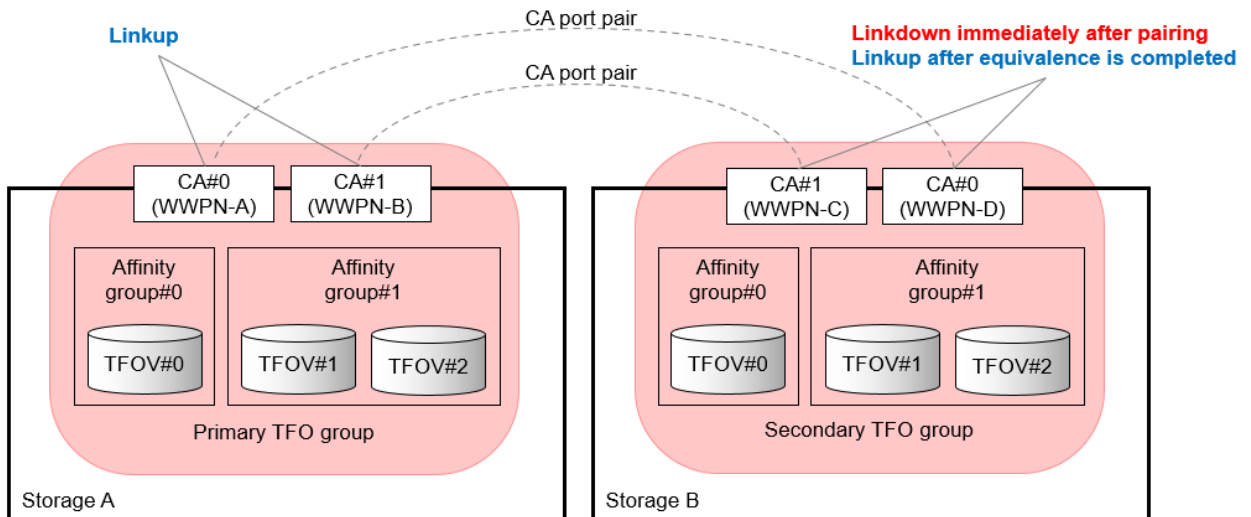 CA port pair
Linkup
Linkdown immediately after pairing
Linkup after equivalence is completed
CA port pair
CA#0
(WWPN-A)
CA#1
(WWPN-B)
CA#1
(WWPN-C)
CA#0
(WWPN-D)
Affinity
group#0
Affinity
group#1
TFOV#0
TFOV#1
TFOV#2
Primary TFO group
Storage A
Affinity
group#0
Affinity
group#1
TFOV#0
TFOV#1
TFOV#2
Secondary TFO group
Storage B